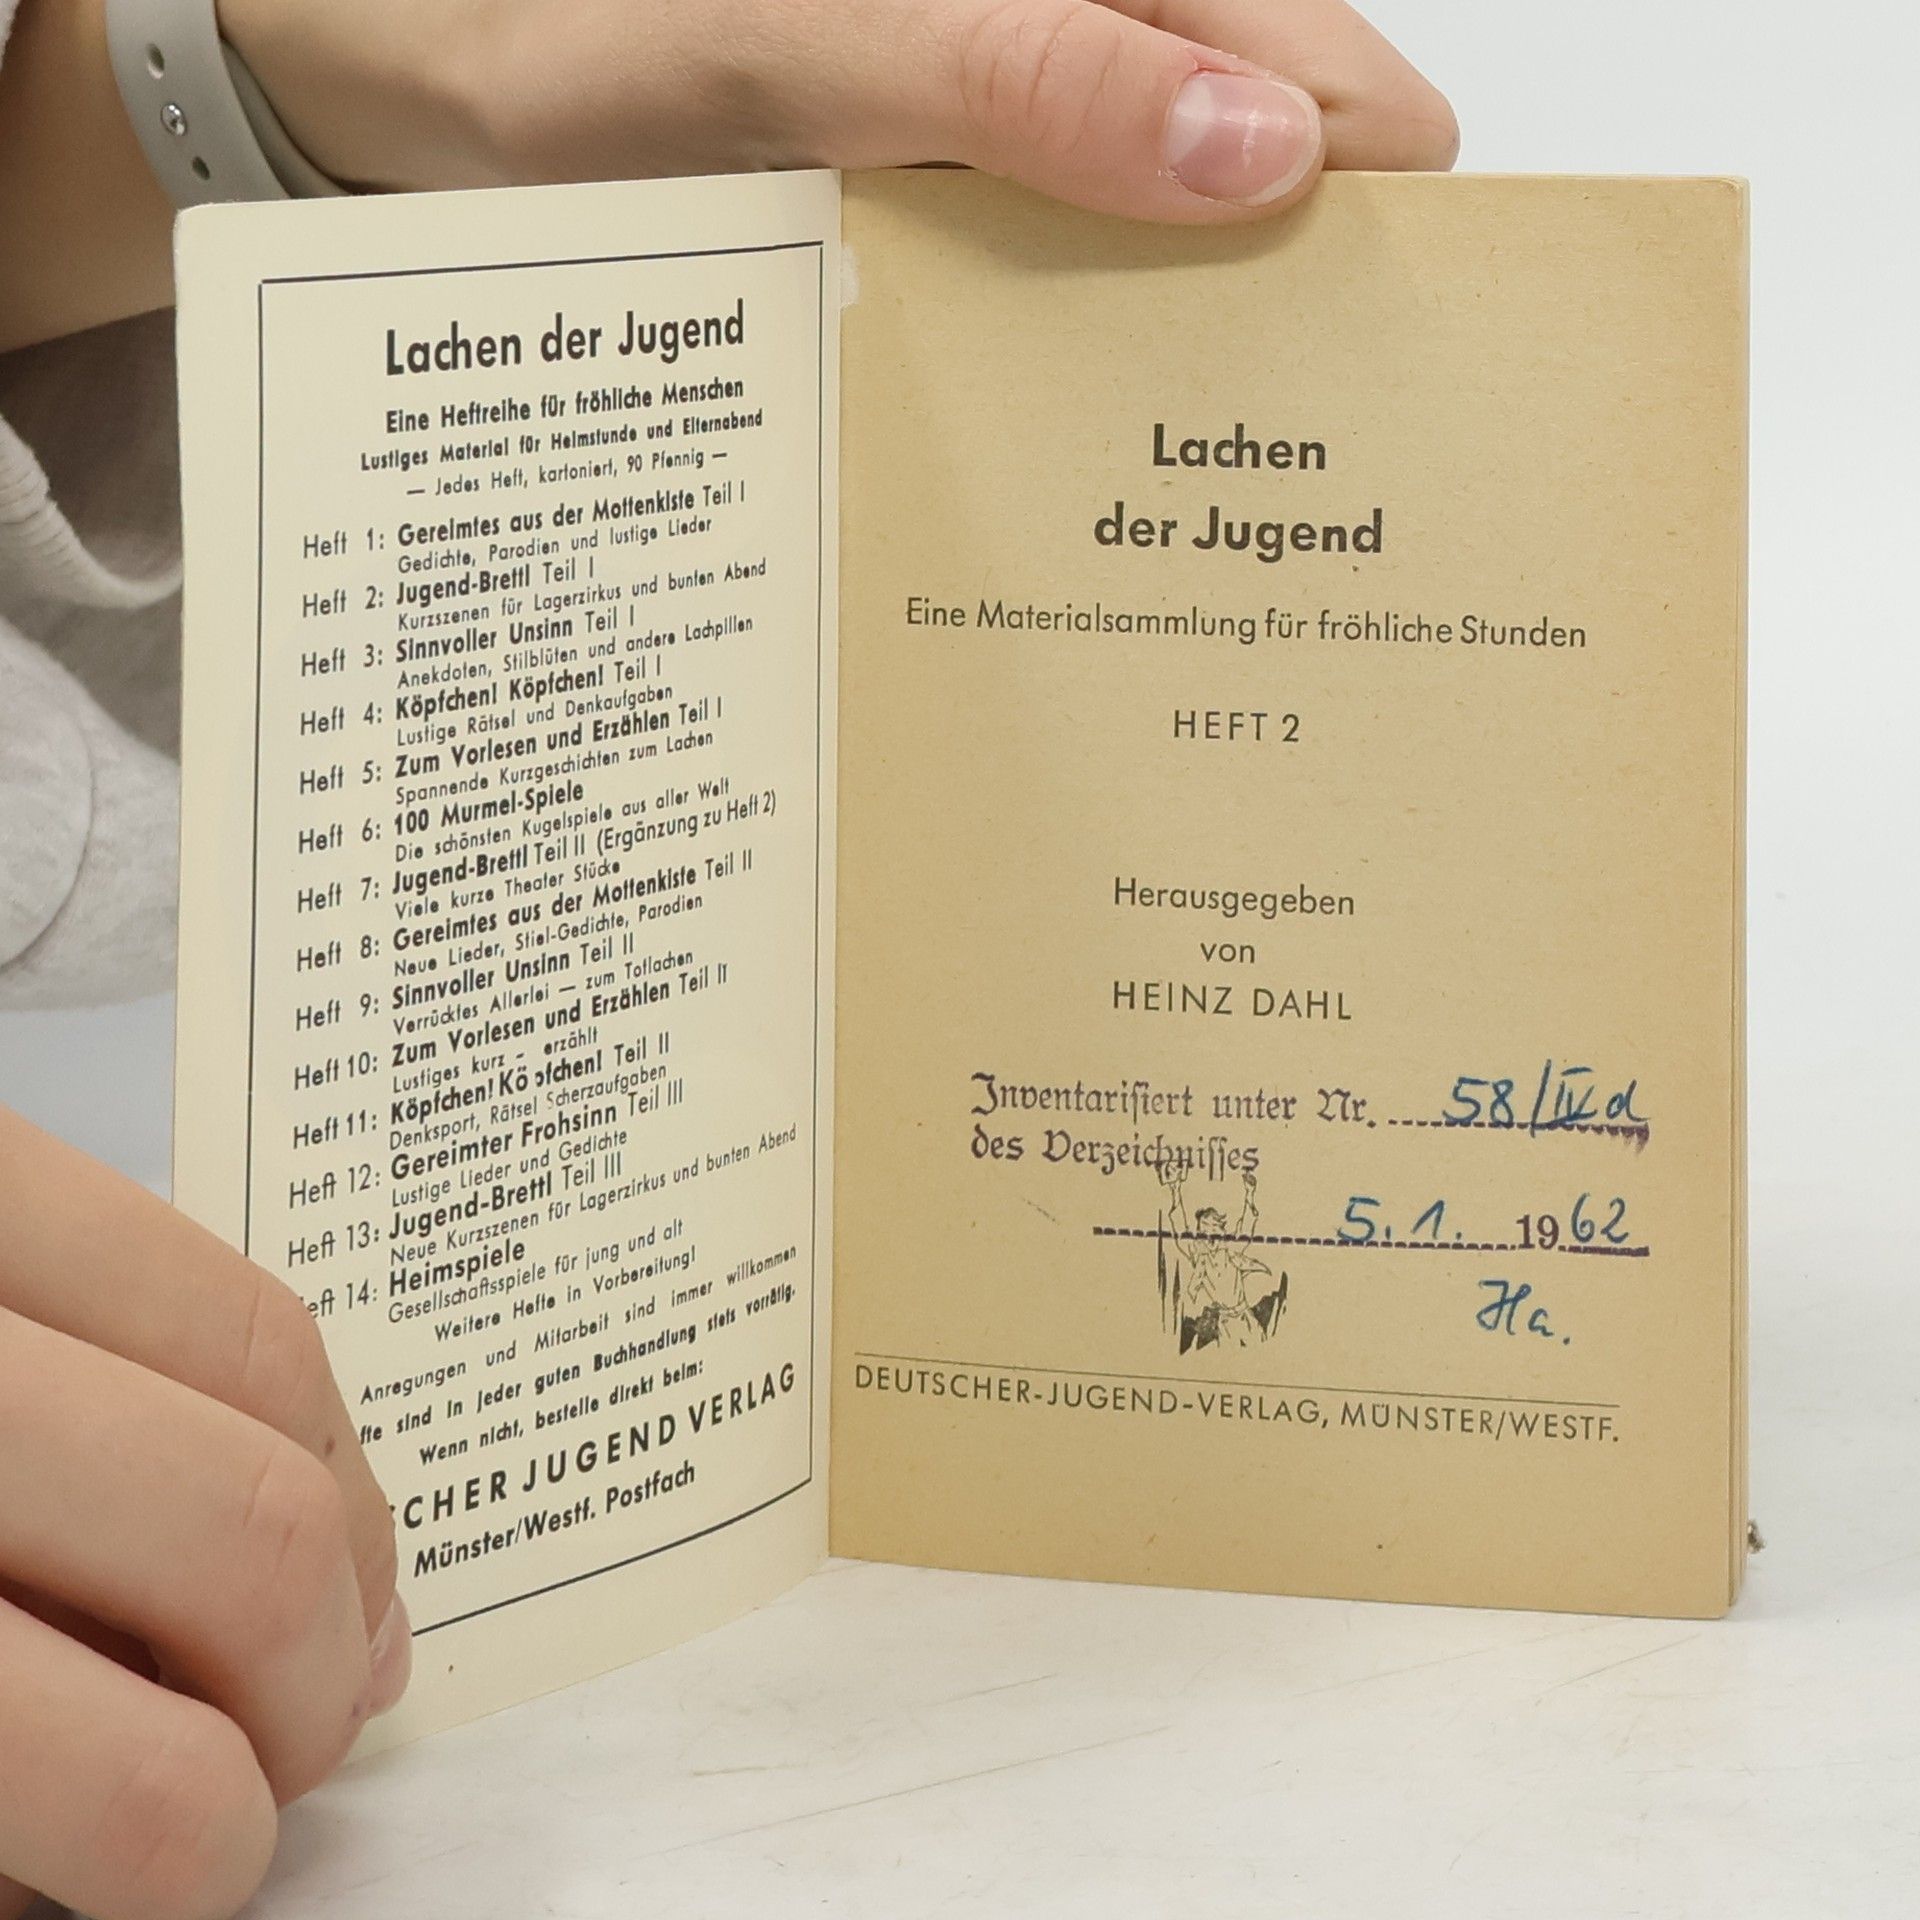 Lachen der Jugend
Eine Heftreihe für fröhliche Menschen
Lustiges Material für Heimstunde und Elternabend
— Jedes Heft, kartoniert, 90 Pfennig —
Heft 1: Gereimtes aus der Mottenkiste Teil I
Gedichte, Parodien und lustige Lieder
Heft 2: Jugend-Brettl Teil I
Kurzszenen für Lagerzirkus und bunten Abend
Heft 3: Sinnvoller Unsinn Teil I
Anekdoten, Stilblüten und andere Lachpillen
Heft 4: Köpfchen! Köpfchen! Teil I
Lustige Rätsel und Denkaufgaben
Heft 5: Zum Vorlesen und Erzählen Teil I
Spannende Kurzgeschichten zum Lachen
Heft 6: 100 Murmel-Spiele
Die schönsten Kugelspiele aus aller Welt
Heft 7: Jugend-Brettl Teil II (Ergänzung zu Heft 2)
Viele kurze Theater Stücke
Heft 8: Gereimtes aus der Mottenkiste Teil II
Neue Lieder, Stiel-Gedichte, Parodien
Heft 9: Sinnvoller Unsinn Teil II
Verrücktes Allerlei — zum Totlachen
Heft 10: Zum Vorlesen und Erzählen Teil II
Lustiges kurz - erzählt
Heft 11: Köpfchen! Köpfchen! Teil II
Denksport, Rätsel Scherzaufgaben
Heft 12: Gereimter Frohsinn Teil III
Lustige Lieder und Gedichte
Heft 13: Jugend-Brettl Teil III
Neue Kurzszenen für Lagerzirkus und bunten Abend
eft 14: Heimspiele
Gesellschaftsspiele für jung und alt
Weitere Hefte in Vorbereitung!
Anregungen und Mitarbeit sind immer willkommen
fte sind in jeder guten Buchhandlung stets vorrätig.
Wenn nicht, bestelle direkt beim:
SCHER JUGEND VERLAG
Münster/Westf. Postfach
Lachen
der Jugend
Eine Materialsammlung für fröhliche Stunden
HEFT 2
Herausgegeben
von
HEINZ DAHL
Inventarisiert unter Nr. 58/IVd
des Verzeichnisses
5.1. 1962
Ha.
DEUTSCHER-JUGEND-VERLAG, MÜNSTER/WESTF.